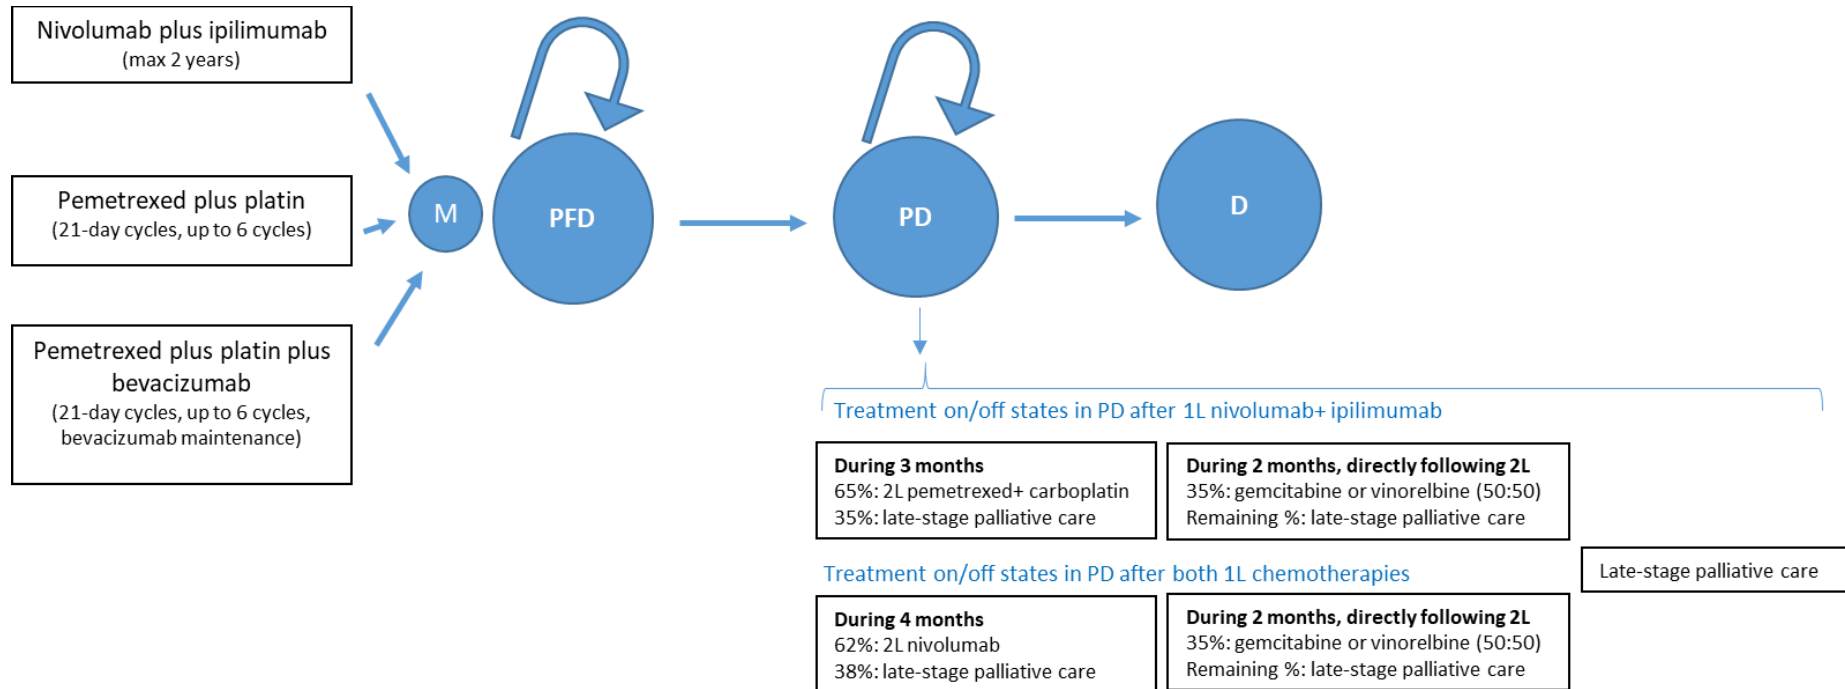 Nivolumab plus ipilimumab
(max 2 years)
Pemetrexed plus platin
(21-day cycles, up to 6 cycles)
Pemetrexed plus platin plus
bevacizumab
(21-day cycles, up to 6 cycles,
bevacizumab maintenance)
M
PFD
PD
D
Treatment on/off states in PD after 1L nivolumab+ ipilimumab
During 3 months
65%: 2L pemetrexed+ carboplatin
35%: late-stage palliative care
During 2 months, directly following 2L
35%: gemcitabine or vinorelbine (50:50)
Remaining %: late-stage palliative care
Treatment on/off states in PD after both 1L chemotherapies
During 4 months
62%: 2L nivolumab
38%: late-stage palliative care
During 2 months, directly following 2L
35%: gemcitabine or vinorelbine (50:50)
Remaining %: late-stage palliative care
Late-stage palliative care